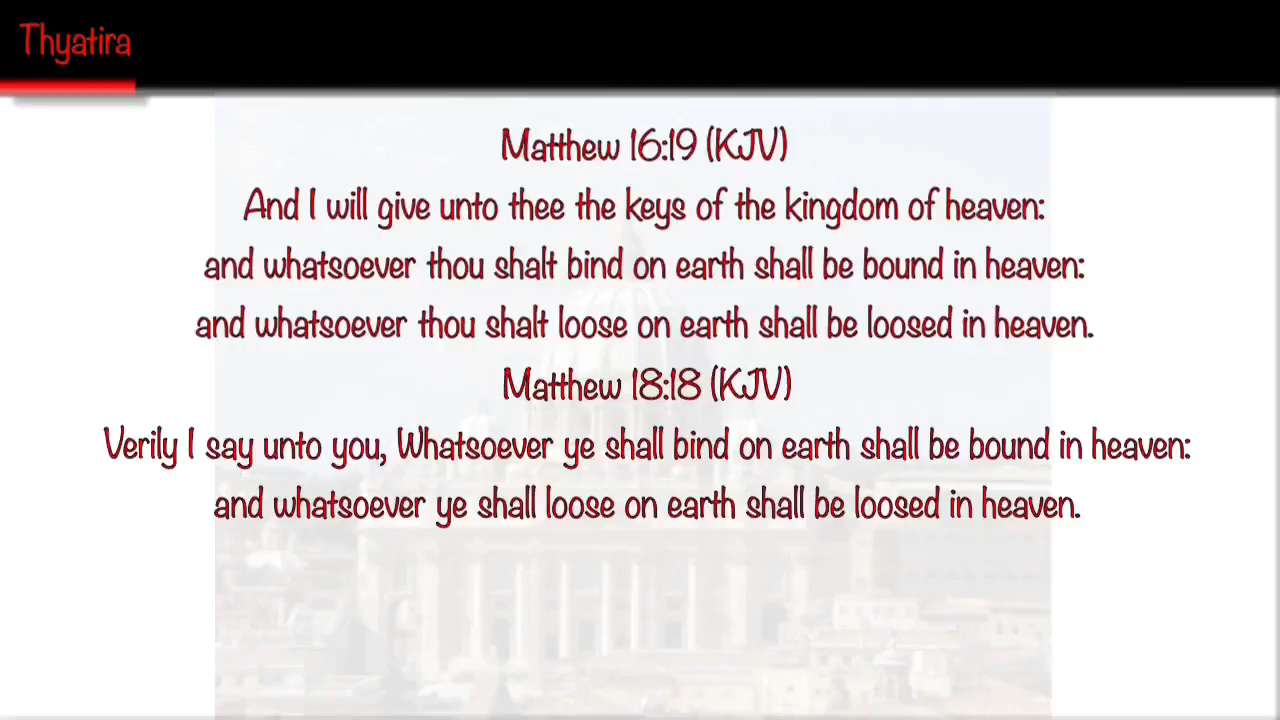 Thyatira
Matthew 16:19 (KJV)
And I will give unto thee the keys of the kingdom of heaven:
and whatsoever thou shalt bind on earth shall be bound in heaven:
and whatsoever thou shalt loose on earth shall be loosed in heaven.
Matthew 18:18 (KJV)
Verily I say unto you, Whatsoever ye shall bind on earth shall be bound in heaven:
and whatsoever ye shall loose on earth shall be loosed in heaven.